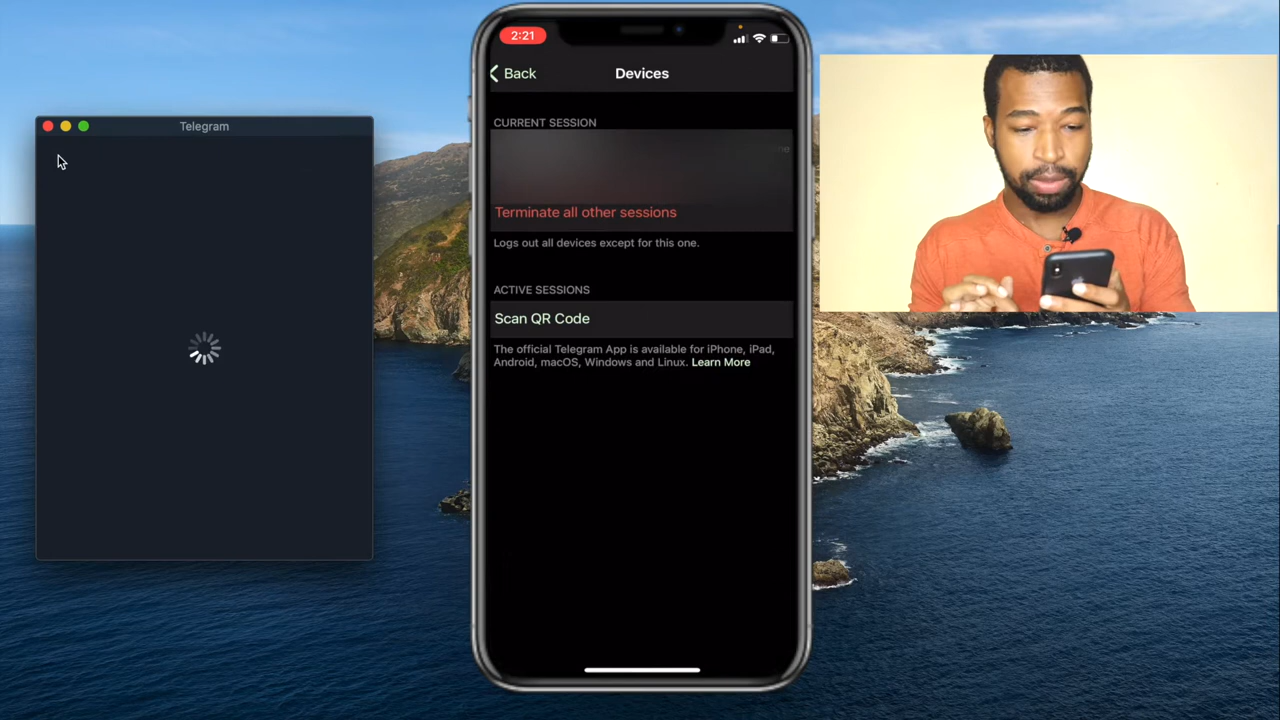 Telegram
2:21
Back
Devices
CURRENT SESSION
Terminate all other sessions
Logs out all devices except for this one.
ACTIVE SESSIONS
Scan QR Code
The official Telegram App is available for iPhone, iPad,
Android, macOS, Windows and Linux. Learn More